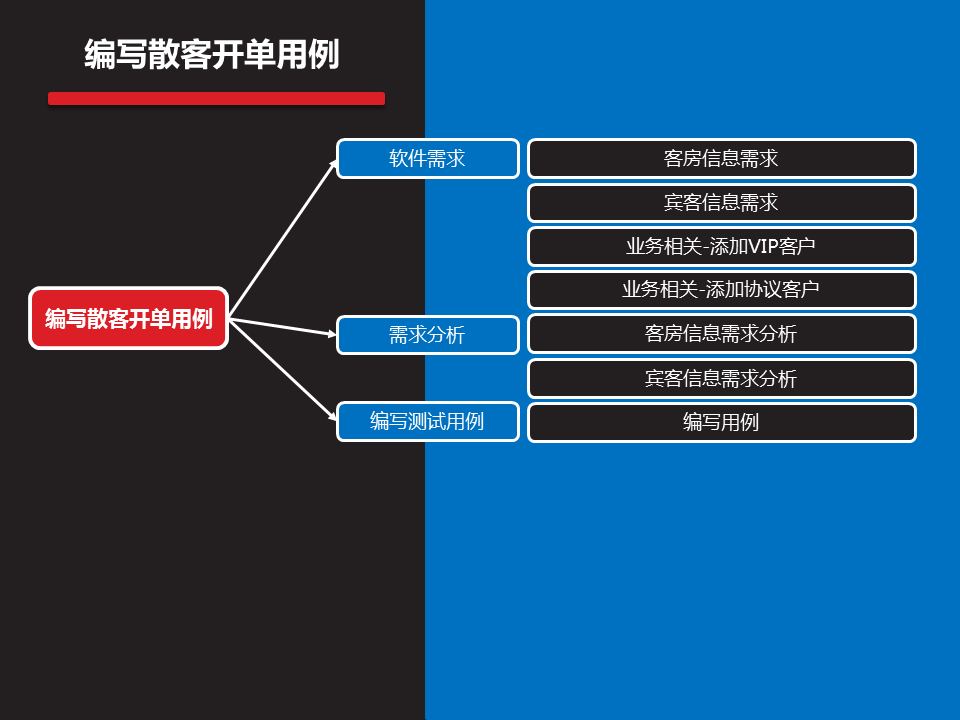 编写散客开单用例
软件需求
客房信息需求
宾客信息需求
业务相关-添加VIP客户
业务相关-添加协议客户
编写散客开单用例
需求分析
客房信息需求分析
宾客信息需求分析
编写测试用例
编写用例